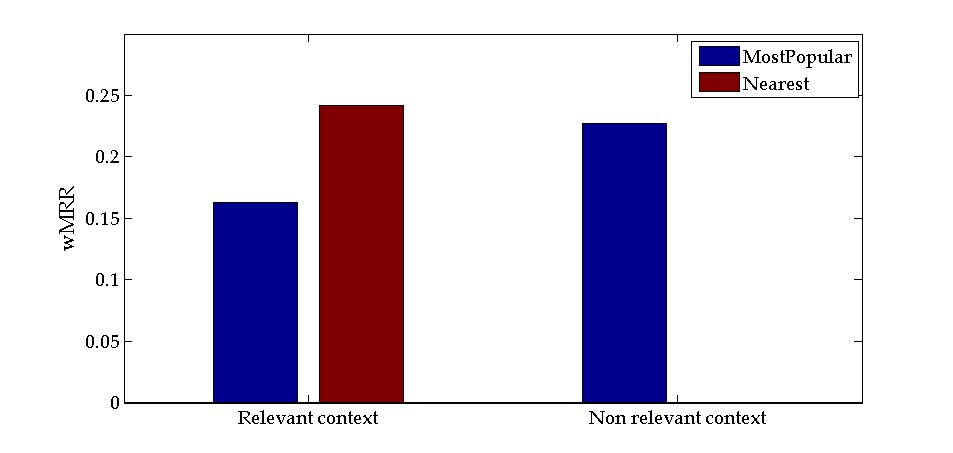 MostPopular
Nearest
0.25
0.2
0.15
0.1
0.05
0
wMRR
Relevant context
Non relevant context